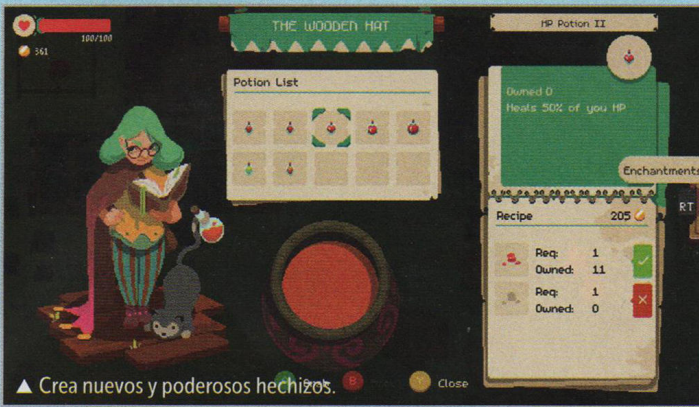 THE WOODEN HAT
HP Potion II
100/100
361
Potion List
Owned 0
Heals 50% of you HP
Enchantments
RT
Recipe 205
Req: 1
Owned: 11
Req: 1
Owned: 0
B
Y Close
▲ Crea nuevos y poderosos hechizos.